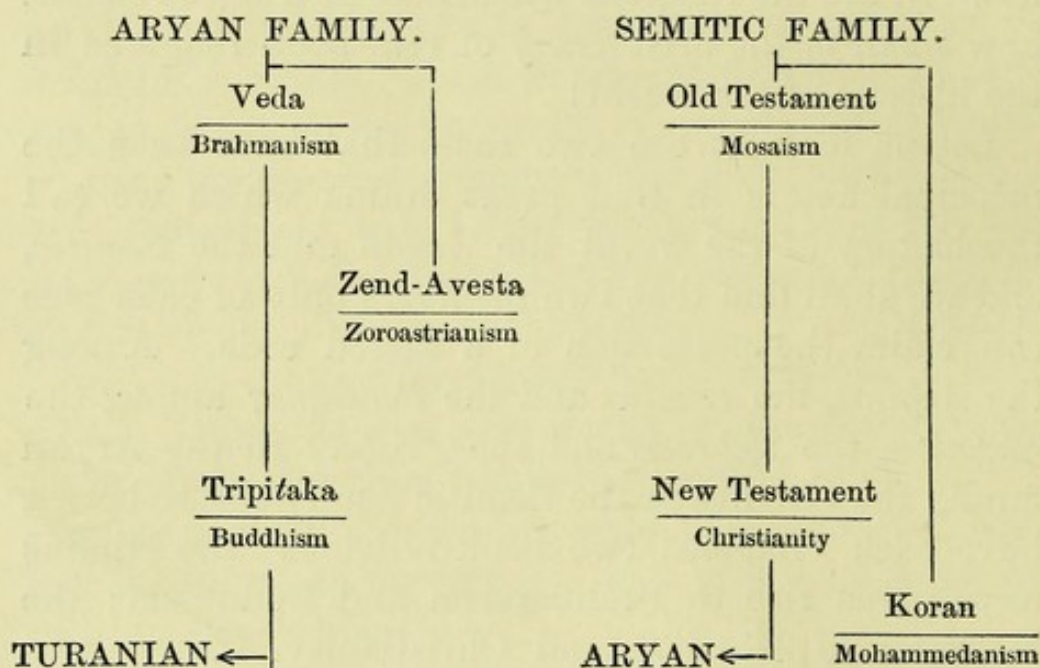 ARYAN FAMILY.
SEMITIC FAMILY.
Veda
Brahmanism
Old Testament
Mosaism
Zend-Avesta
Zoroastrianism
Tripitaka
Buddhism
New Testament
Christianity
Koran
Mohammedanism
TURANIAN
ARYAN